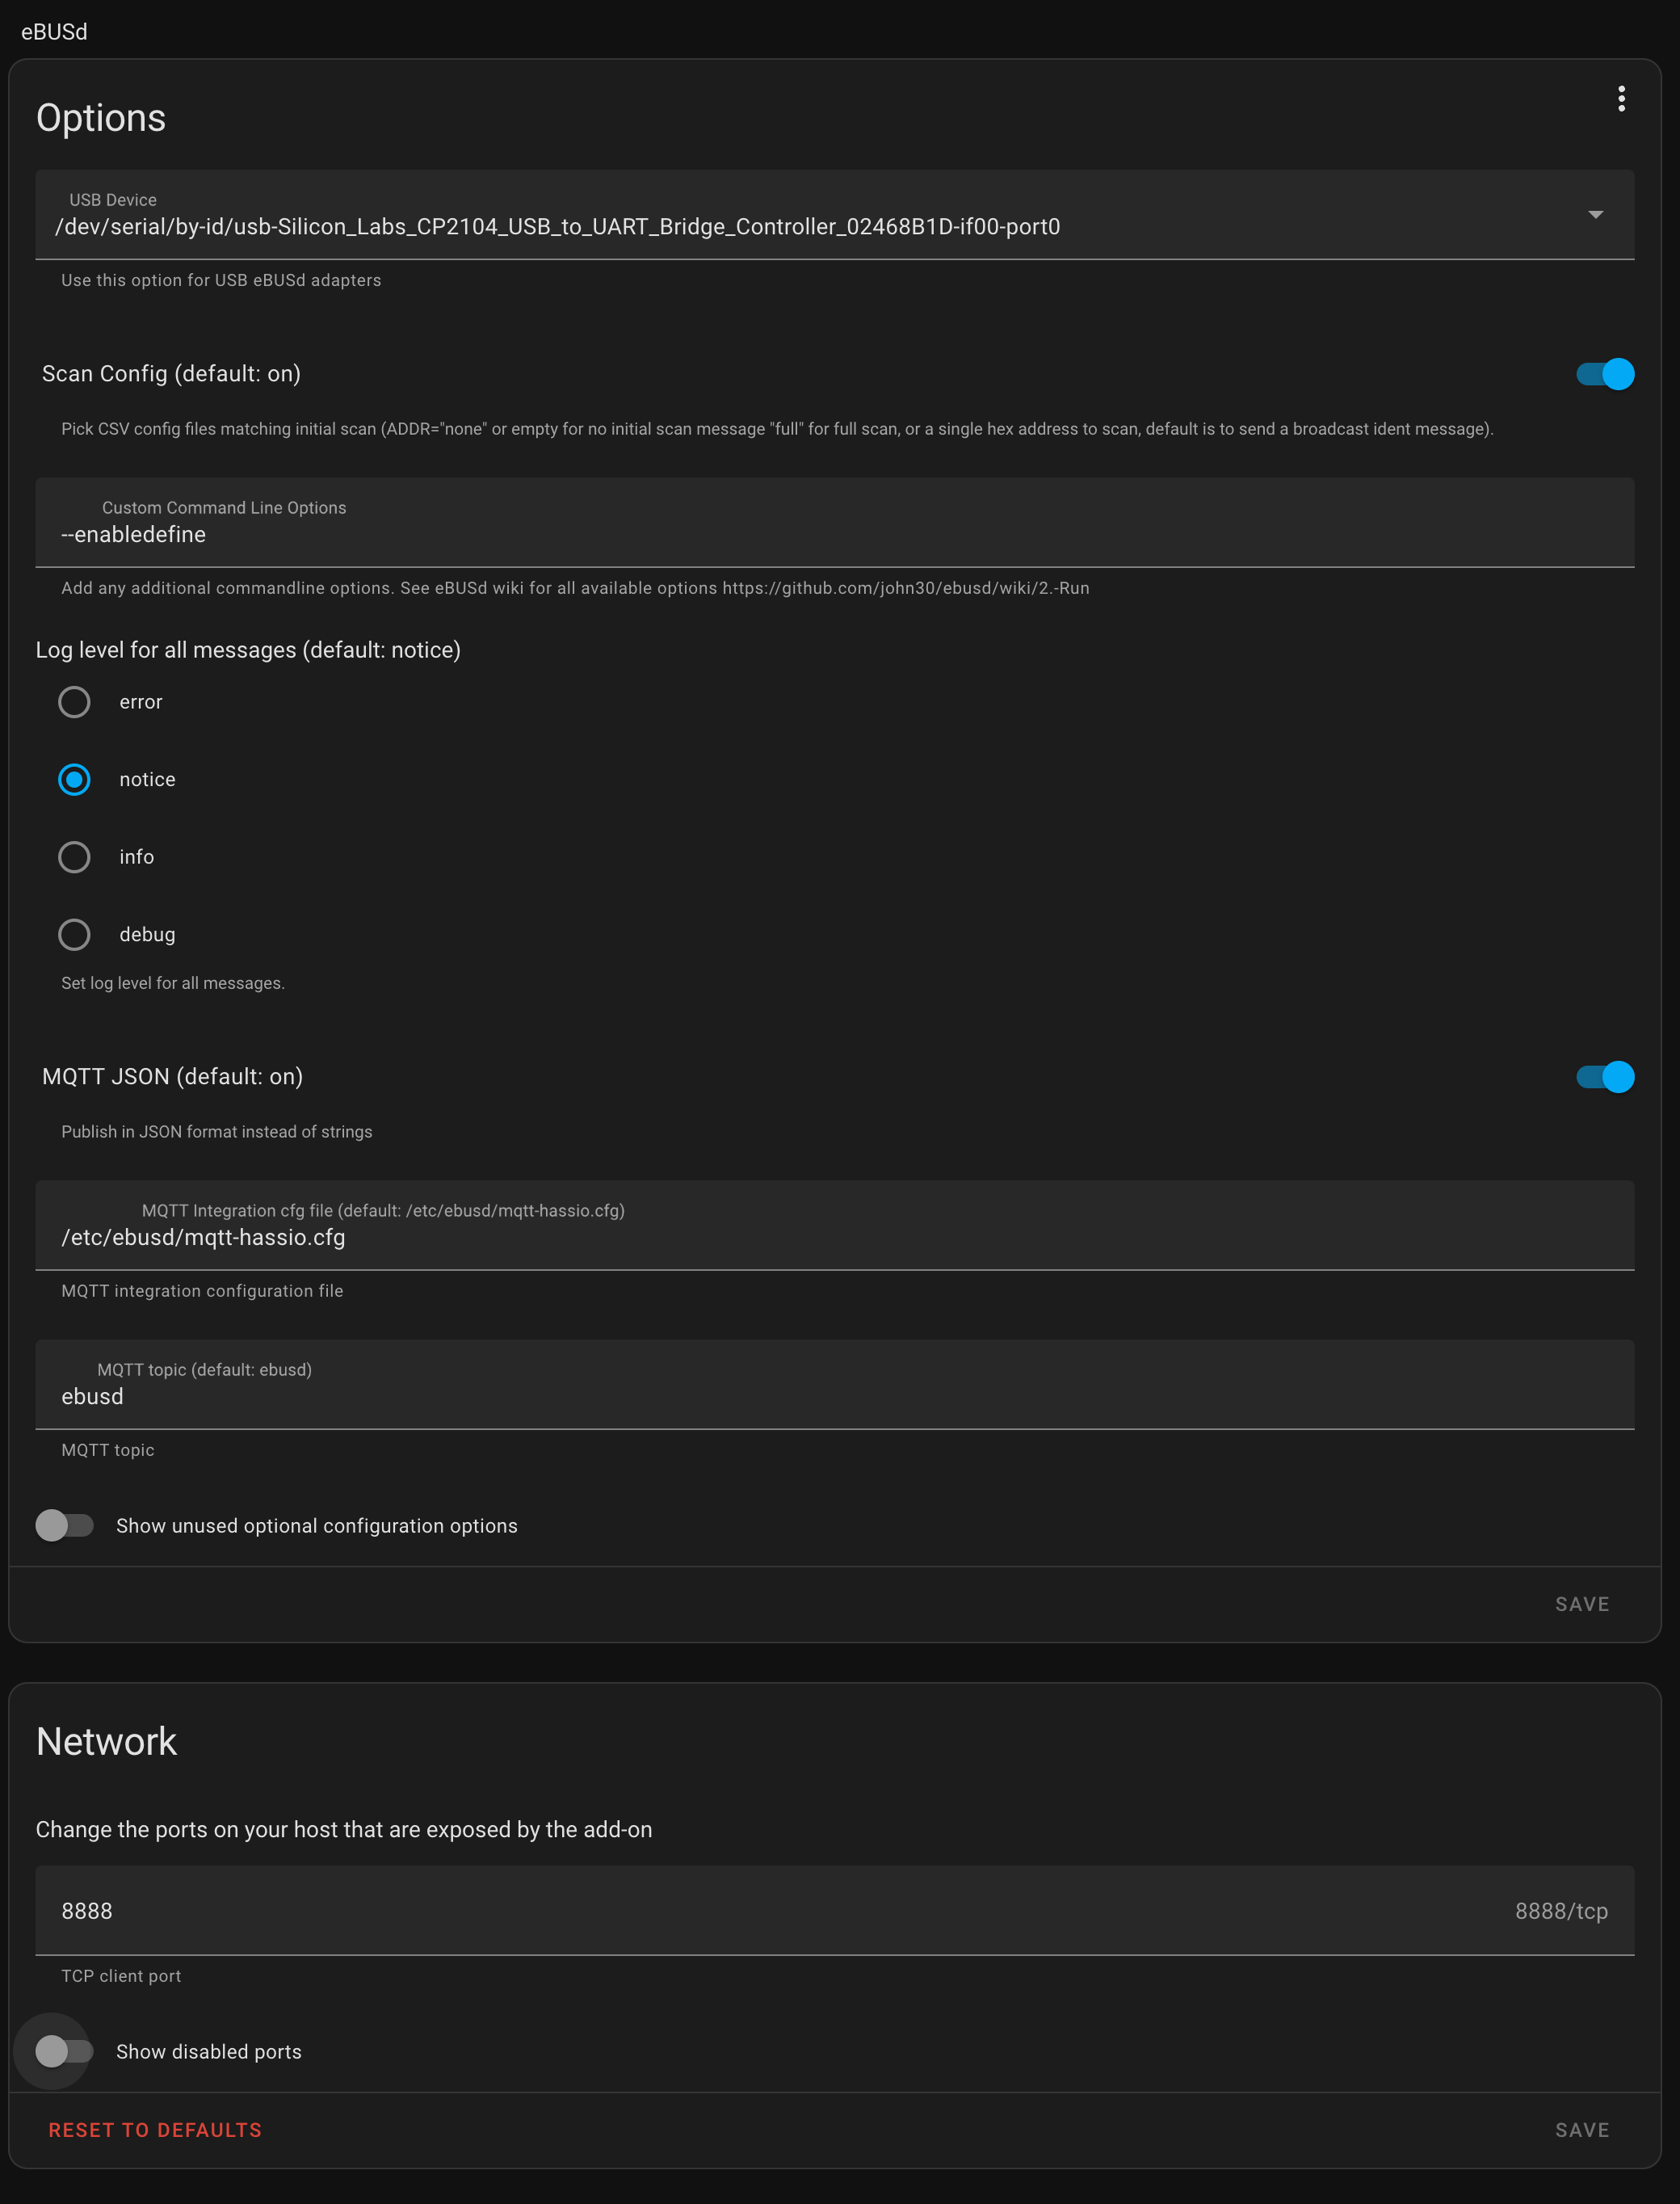 eBUSd
Options
USB Device
/dev/serial/by-id/usb-Silicon_Labs_CP2104_USB_to_UART_Bridge_Controller_02468B1D-if00-port0
Use this option for USB eBUSd adapters
Scan Config (default: on)
Pick CSV config files matching initial scan (ADDR="none" or empty for no initial scan message "full" for full scan, or a single hex address to scan, default is to send a broadcast ident message).
Custom Command Line Options
--enabledefine
Add any additional commandline options. See eBUSd wiki for all available options https://github.com/john30/ebusd/wiki/2.-Run
Log level for all messages (default: notice)
error
notice
info
debug
Set log level for all messages.
MQTT JSON (default: on)
Publish in JSON format instead of strings
MQTT Integration cfg file (default: /etc/ebusd/mqtt-hassio.cfg)
/etc/ebusd/mqtt-hassio.cfg
MQTT integration configuration file
MQTT topic (default: ebusd)
ebusd
MQTT topic
Show unused optional configuration options
SAVE
Network
Change the ports on your host that are exposed by the add-on
8888 8888/tcp
TCP client port
Show disabled ports
RESET TO DEFAULTS SAVE